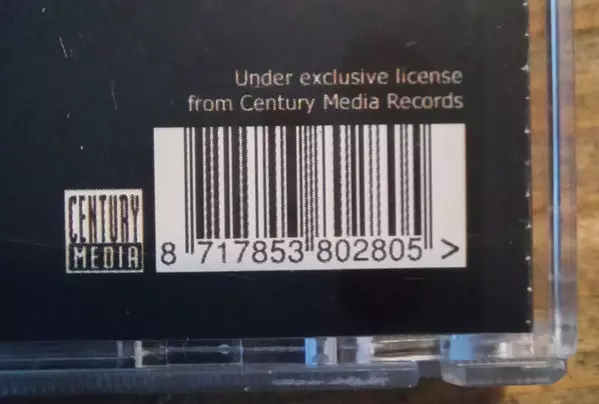 Under exclusive license
from Century Media Records
CENTURY
MEDIA
8 717853 802805 >